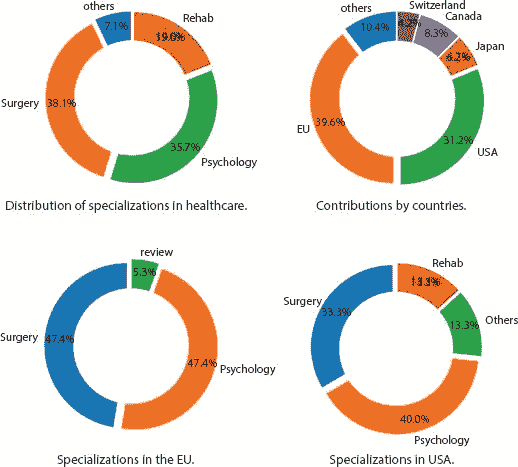 others
7.1%
Rehab
Surgery
38.1%
35.7%
Psychology
Distribution of specializations in healthcare.
Switzerland
others
Canada
10.4%
8.3%
Japan
EU
39.6%
31.2%
USA
Contributions by countries.
review
5.3%
Surgery
47.4%
Psychology
47.4%
Specializations in the EU.
Rehab
Surgery
33.3%
Others
13.3%
40.0%
Psychology
Specializations in USA.